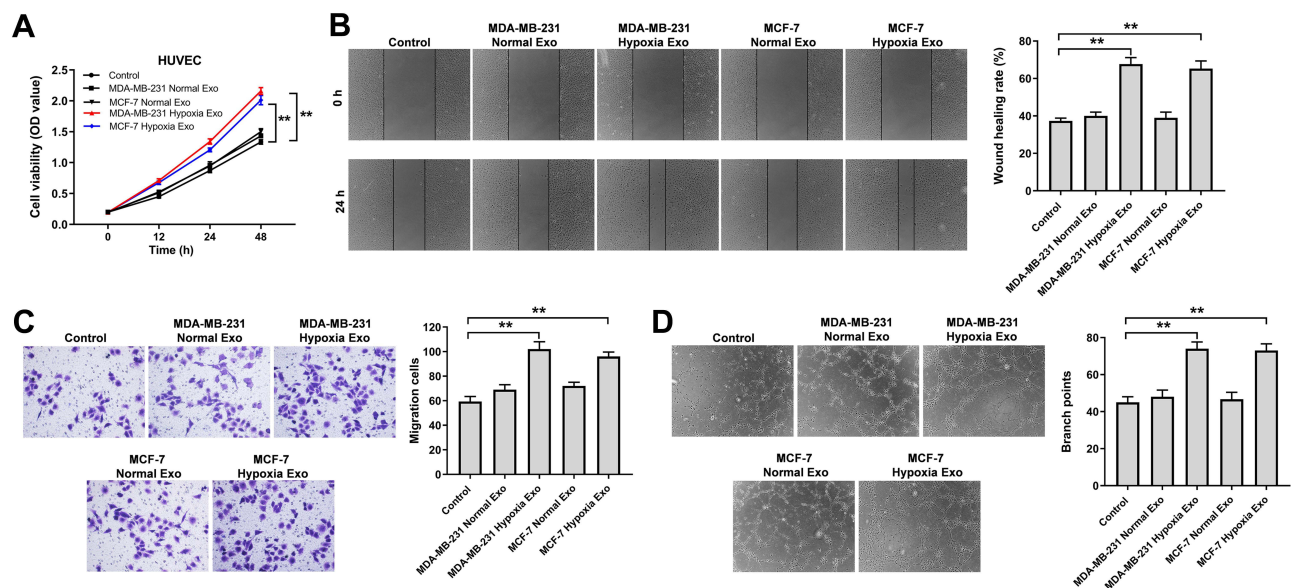 A
HUVEC
Control
MDA-MB-231 Normal Exo
MCF-7 Normal Exo
MDA-MB-231 Hypoxia Exo
MCF-7 Hypoxia Exo
2.5
2.0
1.5
1.0
0.5
0.0
Cell viability (OD value)
0 12 24 48
Time (h)
**
**
B
Control
MDA-MB-231
Normal Exo
MDA-MB-231
Hypoxia Exo
MCF-7
Normal Exo
MCF-7
Hypoxia Exo
0 h
24 h
Wound healing rate (%)
80
60
40
20
0
**
**
Control
MDA-MB-231 Normal Exo
MDA-MB-231 Hypoxia Exo
MCF-7 Normal Exo
MCF-7 Hypoxia Exo
C
Control
MDA-MB-231
Normal Exo
MDA-MB-231
Hypoxia Exo
MCF-7
Normal Exo
MCF-7
Hypoxia Exo
Migration cells
120
100
80
60
40
20
0
**
**
Control
MDA-MB-231 Normal Exo
MDA-MB-231 Hypoxia Exo
MCF-7 Normal Exo
MCF-7 Hypoxia Exo
D
Control
MDA-MB-231
Normal Exo
MDA-MB-231
Hypoxia Exo
MCF-7
Normal Exo
MCF-7
Hypoxia Exo
Branch points
80
60
40
20
0
**
**
Control
MDA-MB-231 Normal Exo
MDA-MB-231 Hypoxia Exo
MCF-7 Normal Exo
MCF-7 Hypoxia Exo